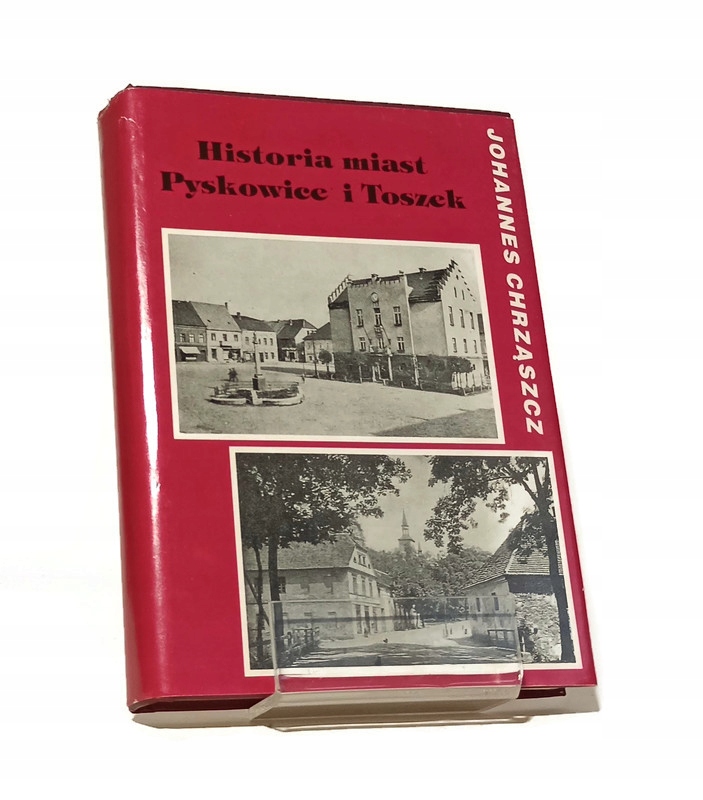 Historia miast
Pyskowice i Toszek
JOHANNES CHRZĄSZCZ